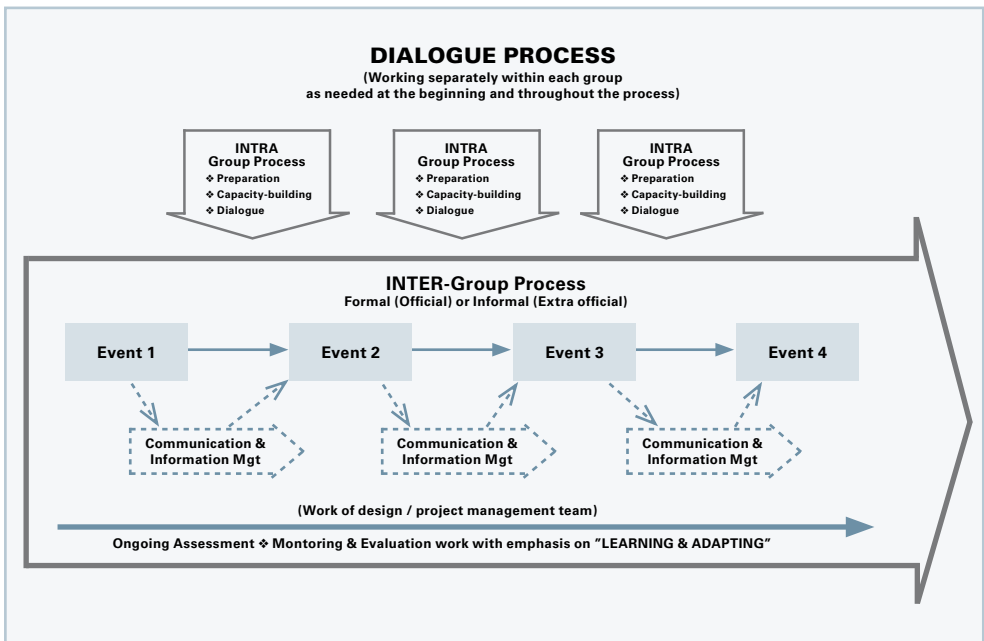 DIALOGUE PROCESS
(Working separately within each group
as needed at the beginning and throughout the process)
INTRA
Group Process
❖ Preparation
❖ Capacity-building
❖ Dialogue
INTRA
Group Process
❖ Preparation
❖ Capacity-building
❖ Dialogue
INTRA
Group Process
❖ Preparation
❖ Capacity-building
❖ Dialogue
INTER-Group Process
Formal (Official) or Informal (Extra official)
Event 1
Event 2
Event 3
Event 4
Communication &
Information Mgt
Communication &
Information Mgt
Communication &
Information Mgt
(Work of design / project management team)
Ongoing Assessment ❖ Montoring & Evaluation work with emphasis on "LEARNING & ADAPTING"